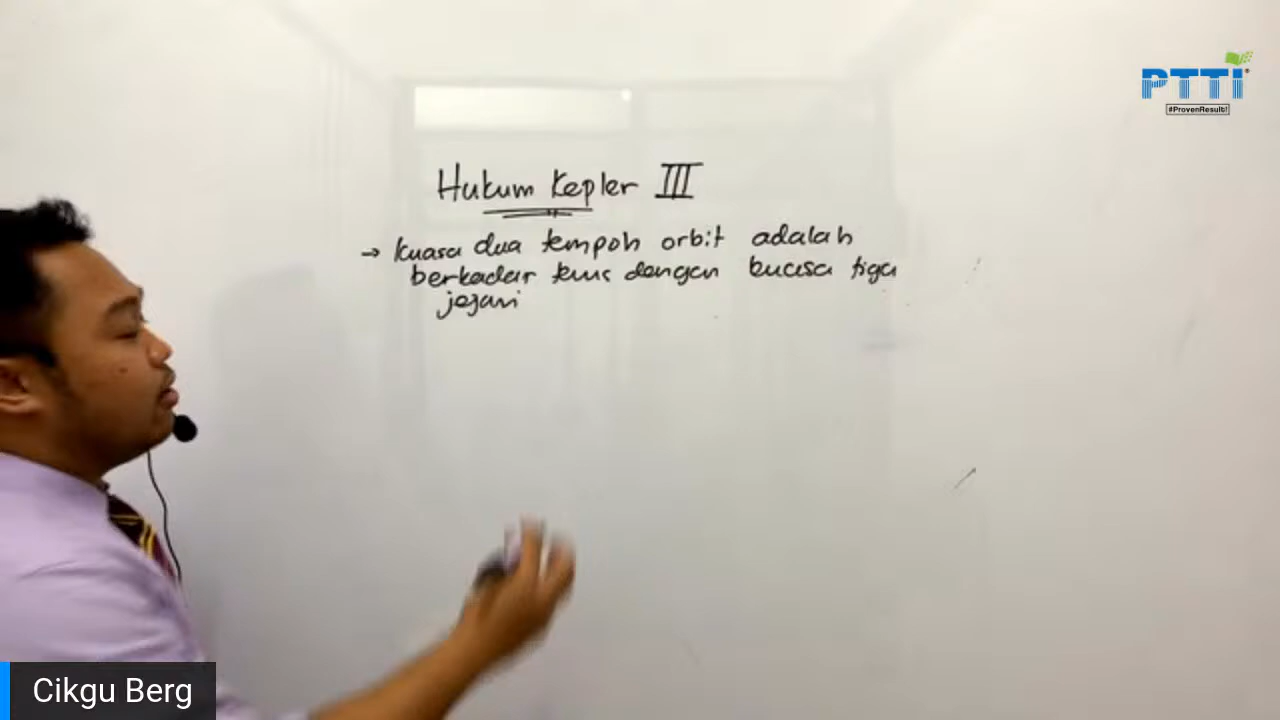 PTTI
#ProvenResult!
Hukum Kepler III
→ kuasa dua tempoh orbit adalah
berkadar terus dengan kuasa tiga
jejari
Cikgu Berg